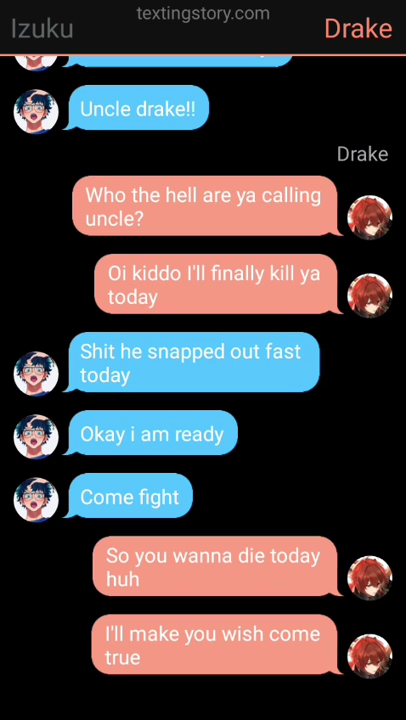 textingstory.com
Izuku
Drake
Uncle drake!!
Drake
Who the hell are ya calling
uncle?
Oi kiddo I'll finally kill ya
today
Shit he snapped out fast
today
Okay i am ready
Come fight
So you wanna die today
huh
I'll make you wish come
true